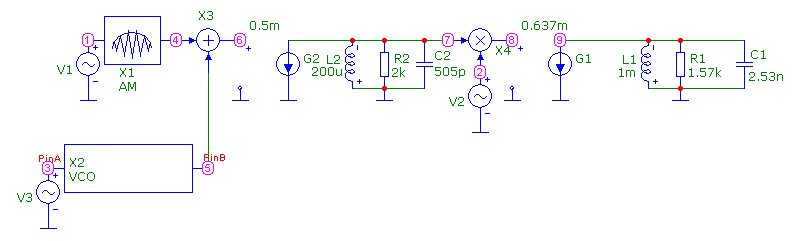 X3
0.5m
0.637m
1
4
6
7
8
9
X4
X1
AM
V1
G2
L2
200u
R2
2k
C2
505p
2
V2
G1
L1
1m
R1
1.57k
C1
2.53n
PinA
PinB
3
X2
VCO
5
V3